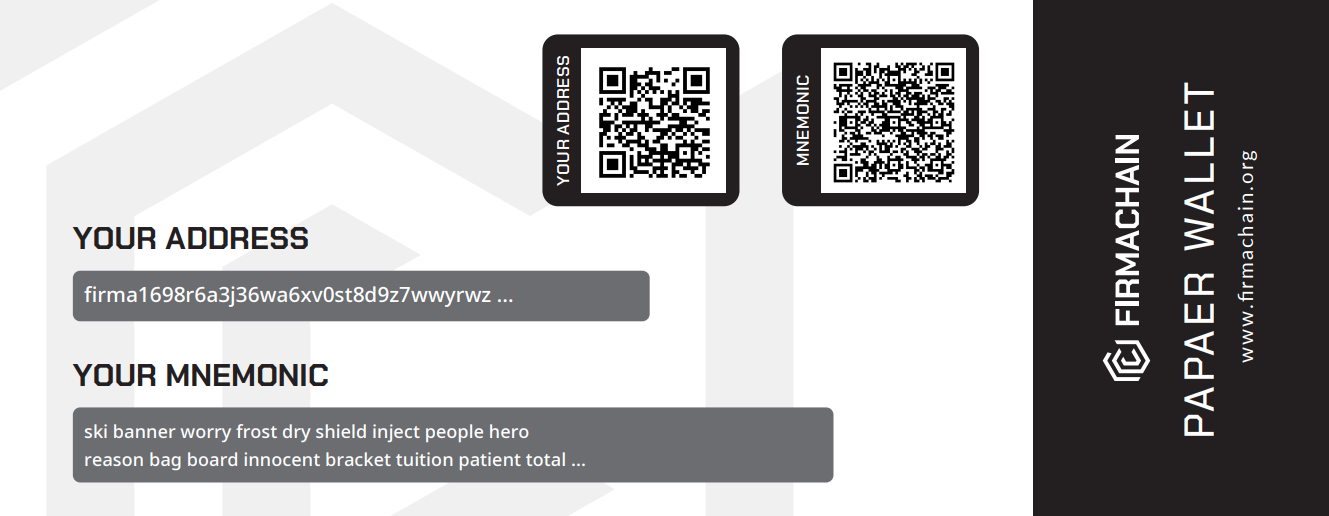 YOUR ADDRESS
MNEMONIC
YOUR ADDRESS
firma1698r6a3j36wa6xv0st8d9z7wwyrwz ...
YOUR MNEMONIC
ski banner worry frost dry shield inject people hero
reason bag board innocent bracket tuition patient total ...
FIRMACHAIN
PAPAER WALLET
www.firmachain.org